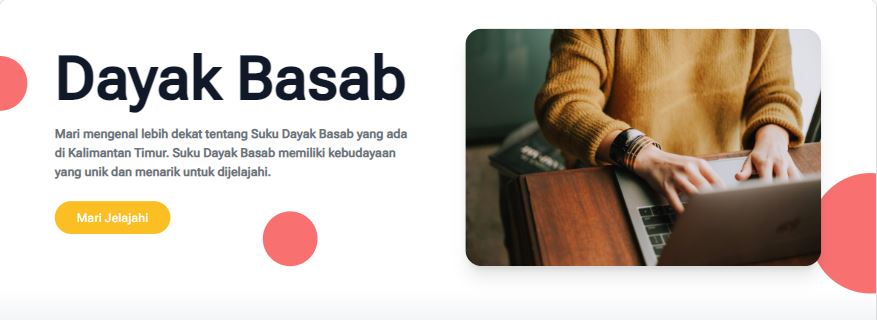 Dayak Basab
Mari mengenal lebih dekat tentang Suku Dayak Basab yang ada
di Kalimantan Timur. Suku Dayak Basab memiliki kebudayaan
yang unik dan menarik untuk dijelajahi.
Mari Jelajahi